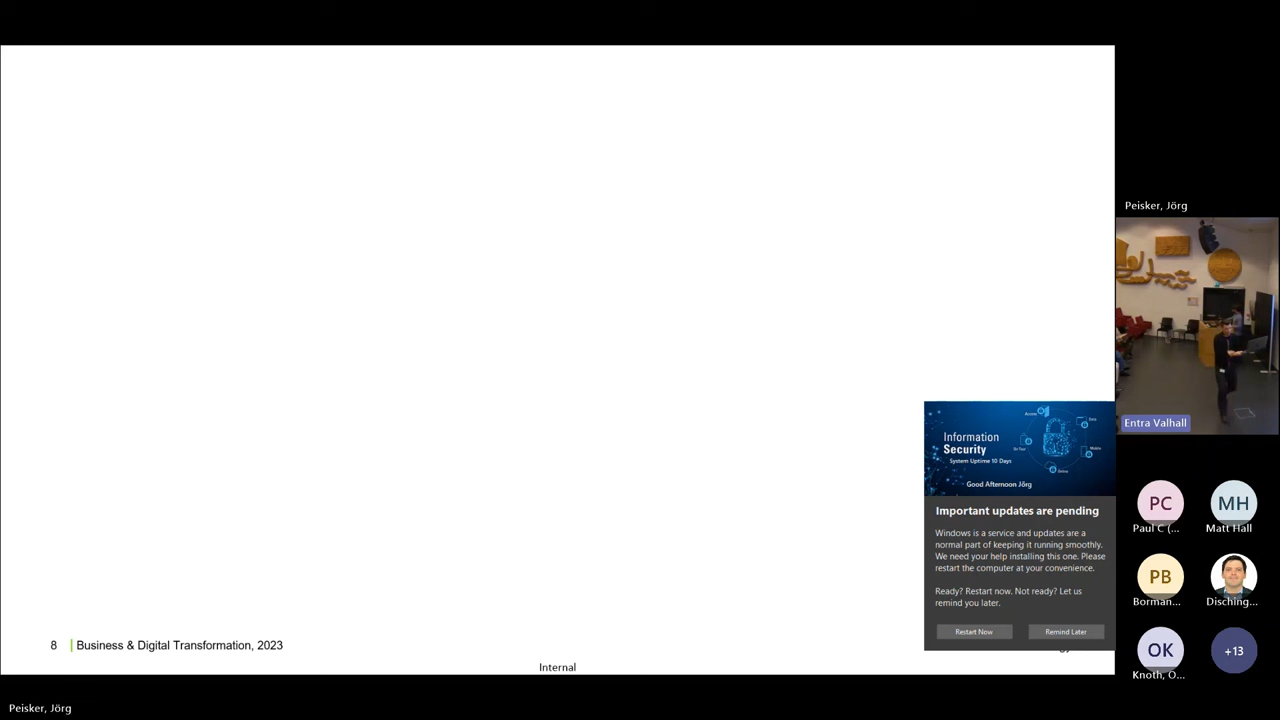 Peisker, Jörg
Entra Valhall
Access
Data
Mobile
Online
Information
Security
System Uptime 10 Days
Good Afternoon Jörg
Important updates are pending
Windows is a service and updates are a
normal part of keeping it running smoothly.
We need your help installing this one. Please
restart the computer at your convenience.
Ready? Restart now. Not ready? Let us
remind you later.
Restart Now
Remind Later
PC
MH
Paul C (...
Matt Hall
PB
Borman...
Disching...
OK
+13
Knoth, O...
8
Business & Digital Transformation, 2023
Internal
Peisker, Jörg